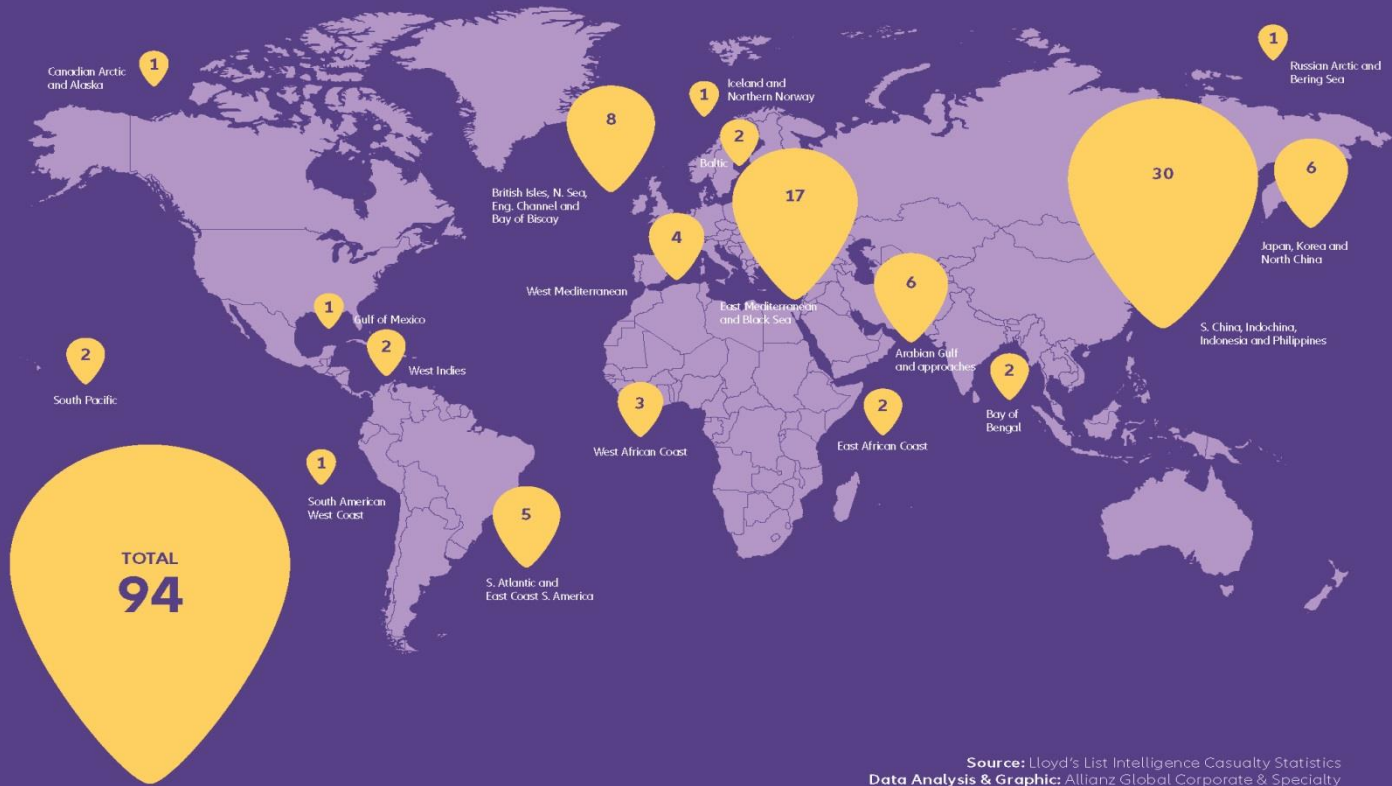 1
Canadian Arctic
and Alaska
8
British Isles, N. Sea,
Eng. Channel and
Bay of Biscay
1
Iceland and
Northern Norway
2
Baltic
1
Russian Arctic and
Bering Sea
17
East Mediterranean
and Black Sea
4
West Mediterranean
30
S. China, Indochina,
Indonesia and Philippines
6
Japan, Korea and
North China
6
Arabian Gulf
and approaches
1
Gulf of Mexico
2
West Indies
2
South Pacific
3
West African Coast
2
East African Coast
2
Bay of
Bengal
1
South American
West Coast
5
S. Atlantic and
East Coast S. America
TOTAL
94
Source: Lloyd's List Intelligence Casualty Statistics
Data Analysis & Graphic: Allianz Global Corporate & Specialty